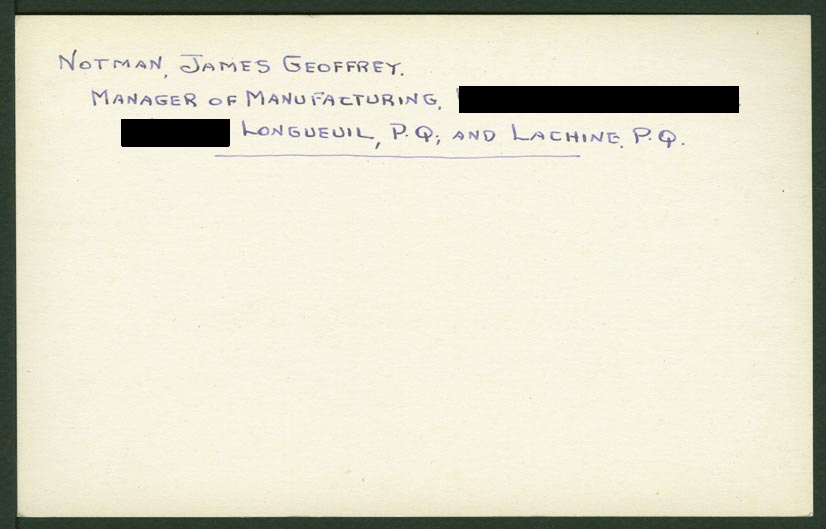 NOTMAN, JAMES GEOFFREY.
MANAGER OF MANUFACTURING,
LONGUEUIL, P.Q; AND LACHINE, P.Q.